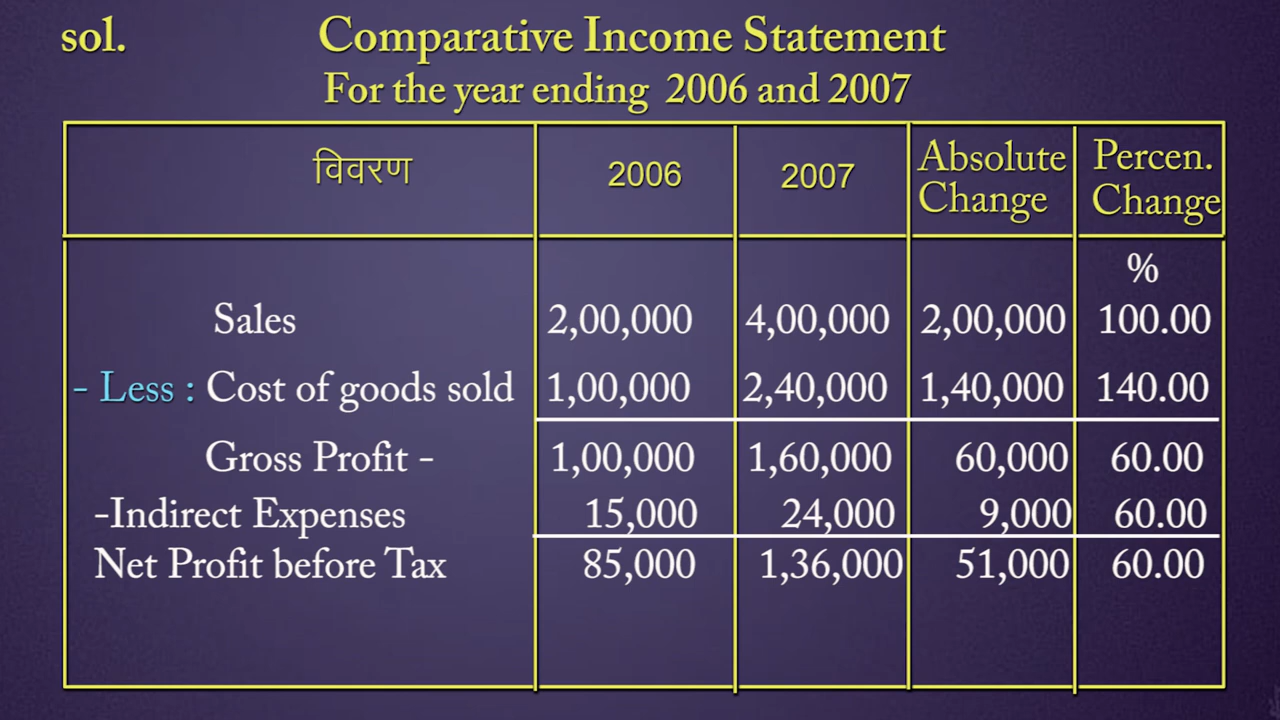 sol. Comparative Income Statement
For the year ending 2006 and 2007
विवरण 2006 2007 Absolute Change Percen. Change
%
Sales 2,00,000 4,00,000 2,00,000 100.00
- Less : Cost of goods sold 1,00,000 2,40,000 1,40,000 140.00
Gross Profit - 1,00,000 1,60,000 60,000 60.00
-Indirect Expenses 15,000 24,000 9,000 60.00
Net Profit before Tax 85,000 1,36,000 51,000 60.00